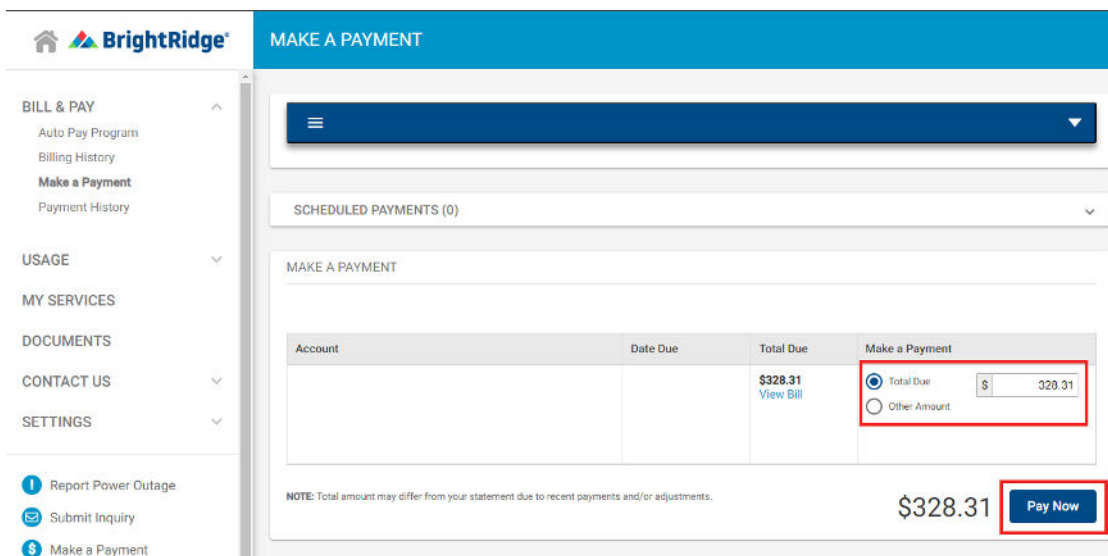 BrightRidge®
MAKE A PAYMENT
BILL & PAY
Auto Pay Program
Billing History
Make a Payment
Payment History
USAGE
MY SERVICES
DOCUMENTS
CONTACT US
SETTINGS
Report Power Outage
Submit Inquiry
Make a Payment
SCHEDULED PAYMENTS (0)
MAKE A PAYMENT
Account Date Due Total Due Make a Payment
$328.31 Total Due $ 328.31
View Bill Other Amount
NOTE: Total amount may differ from your statement due to recent payments and/or adjustments.
$328.31 Pay Now